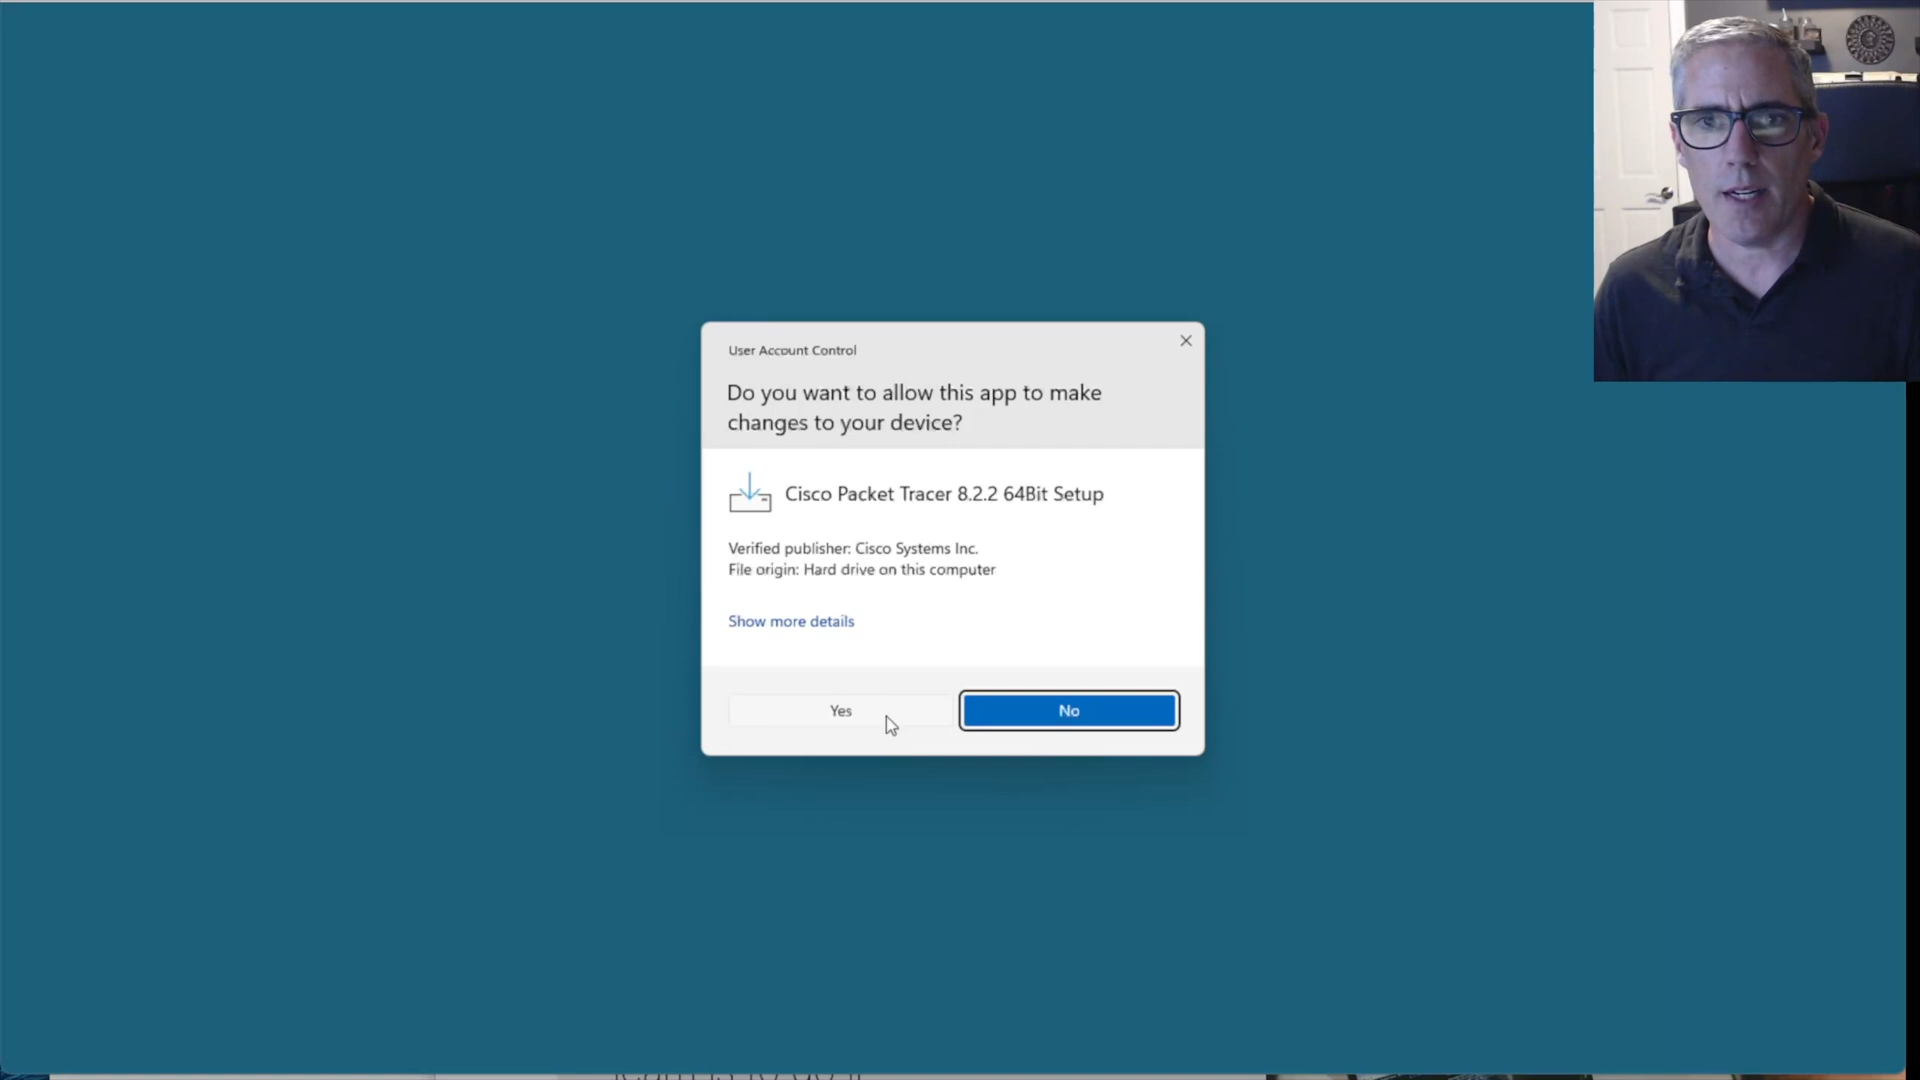 User Account Control
Do you want to allow this app to make
changes to your device?
Cisco Packet Tracer 8.2.2 64Bit Setup
Verified publisher: Cisco Systems Inc.
File origin: Hard drive on this computer
Show more details
Yes
No